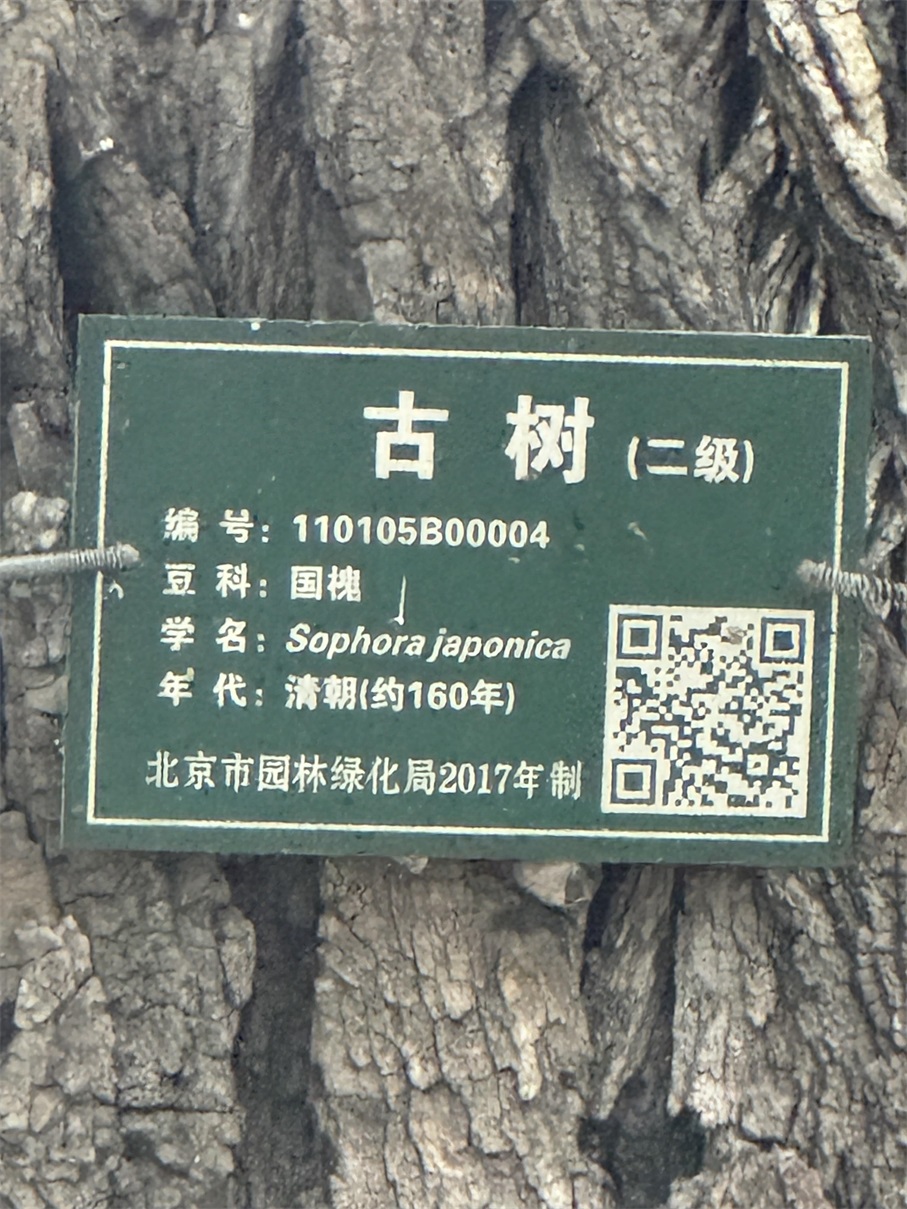 古树(二级)
编号：110105B00004
豆科：国槐
学名：Sophora japonica
年代：清朝(约160年)
北京市园林绿化局2017年制